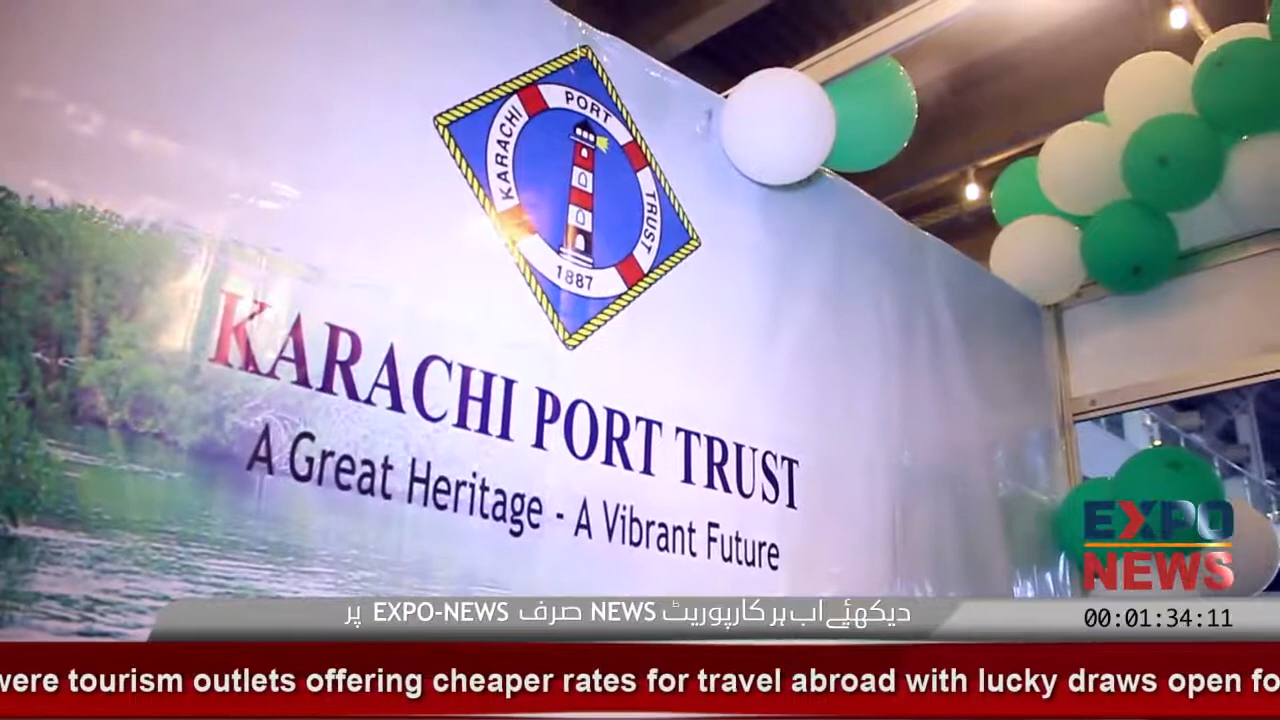 KARACHI PORT TRUST
1887
KARACHI PORT TRUST
A Great Heritage - A Vibrant Future
EXPO
NEWS
دیکھئے اب ہر کارپوریٹ NEWS صرف EXPO-NEWS پر
00:01:34:11
were tourism outlets offering cheaper rates for travel abroad with lucky draws open fo